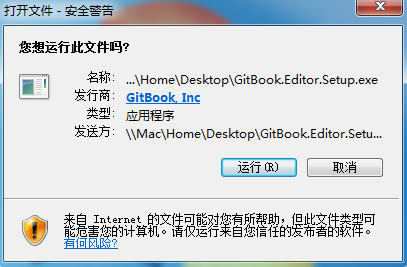 打开文件 - 安全警告
您想运行此文件吗?
名称: ...\Home\Desktop\GitBook.Editor.Setup.exe
发行商: GitBook, Inc
类型: 应用程序
发送方: \\Mac\Home\Desktop\GitBook.Editor.Setu...
运行(R) 取消
来自 Internet 的文件可能对您有所帮助，但此文件类型可
能危害您的计算机。请仅运行来自您信任的发布者的软件。
有何风险?